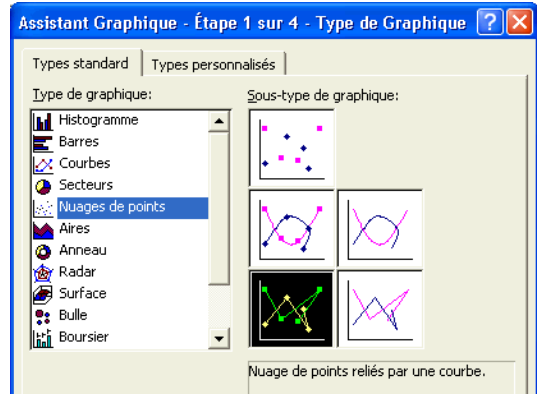 Assistant Graphique - Étape 1 sur 4 - Type de Graphique
Types standard
Types personnalisés
Type de graphique:
Histogramme
Barres
Courbes
Secteurs
Nuages de points
Aires
Anneau
Radar
Surface
Bulle
Boursier
Sous-type de graphique:
Nuage de points reliés par une courbe.